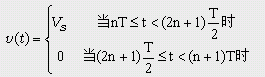 υ(t) = { V_S 当nT ≤ t < (2n + 1) T/2 时
0 当(2n + 1) T/2 ≤ t < (n + 1)T时